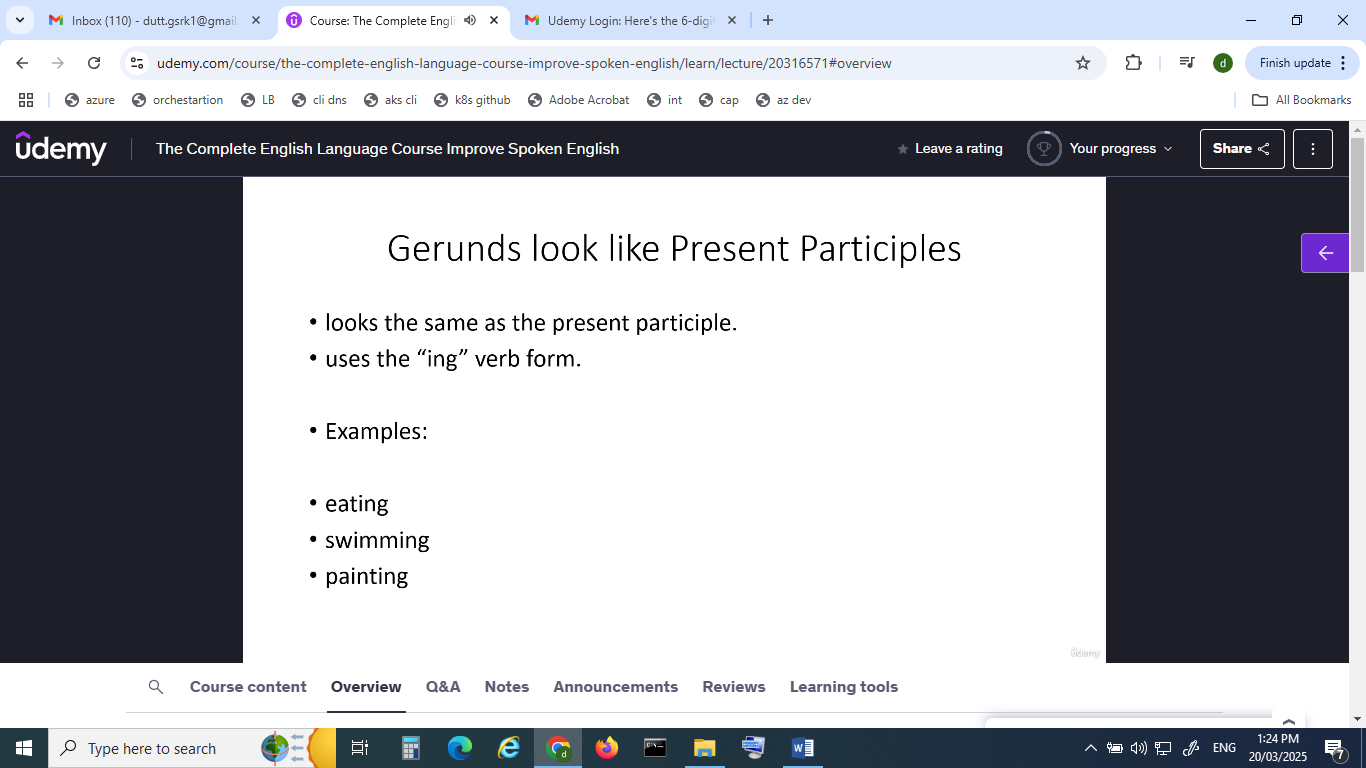 Inbox (110) - dutt.gsrk1@gmail
Course: The Complete Engli
Udemy Login: Here's the 6-digi
udemy.com/course/the-complete-english-language-course-improve-spoken-english/learn/lecture/20316571#overview
d
Finish update
azure
orchestartion
LB
cli dns
aks cli
k8s github
Adobe Acrobat
int
cap
az dev
All Bookmarks
ûdemy
The Complete English Language Course Improve Spoken English
Leave a rating
Your progress
Share
Gerunds look like Present Participles
• looks the same as the present participle.
• uses the “ing” verb form.
• Examples:
• eating
• swimming
• painting
ûdemy
Course content
Overview
Q&A
Notes
Announcements
Reviews
Learning tools
Type here to search
ENG
1:24 PM
20/03/2025
7